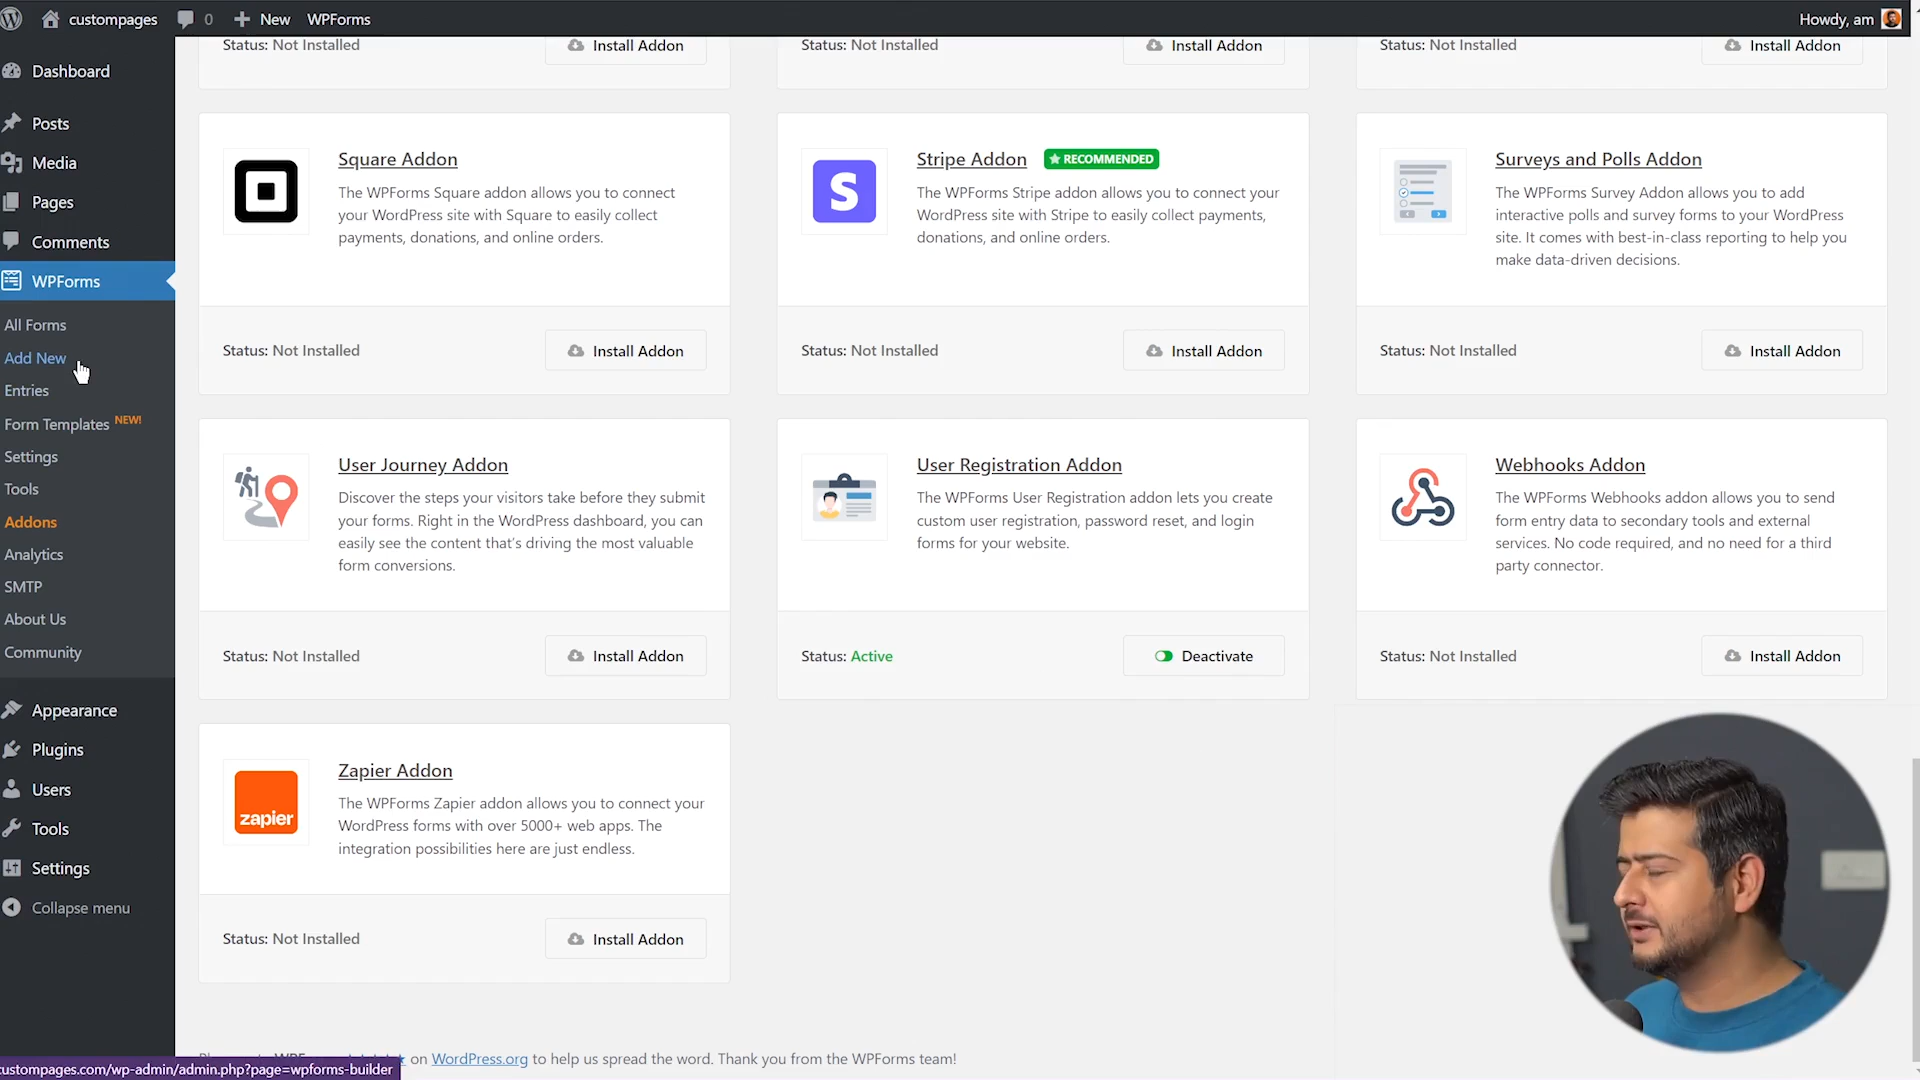 custompages
0
New
WPForms
Howdy, am
Dashboard
Posts
Media
Pages
Comments
WPForms
All Forms
Add New
Entries
Form Templates NEW!
Settings
Tools
Addons
Analytics
SMTP
About Us
Community
Appearance
Plugins
Users
Tools
Settings
Collapse menu
Status: Not Installed
Install Addon
Status: Not Installed
Install Addon
Status: Not Installed
Install Addon
Square Addon
The WPForms Square addon allows you to connect
your WordPress site with Square to easily collect
payments, donations, and online orders.
Status: Not Installed
Install Addon
S
Stripe Addon
RECOMMENDED
The WPForms Stripe addon allows you to connect your
WordPress site with Stripe to easily collect payments,
donations, and online orders.
Status: Not Installed
Install Addon
Surveys and Polls Addon
The WPForms Survey Addon allows you to add
interactive polls and survey forms to your WordPress
site. It comes with best-in-class reporting to help you
make data-driven decisions.
Status: Not Installed
Install Addon
User Journey Addon
Discover the steps your visitors take before they submit
your forms. Right in the WordPress dashboard, you can
easily see the content that's driving the most valuable
form conversions.
Status: Not Installed
Install Addon
User Registration Addon
The WPForms User Registration addon lets you create
custom user registration, password reset, and login
forms for your website.
Status: Active
Deactivate
Webhooks Addon
The WPForms Webhooks addon allows you to send
form entry data to secondary tools and external
services. No code required, and no need for a third
party connector.
Status: Not Installed
Install Addon
zapier
Zapier Addon
The WPForms Zapier addon allows you to connect your
WordPress forms with over 5000+ web apps. The
integration possibilities here are just endless.
Status: Not Installed
Install Addon
on WordPress.org to help us spread the word. Thank you from the WPForms team!
custompages.com/wp-admin/admin.php?page=wpforms-builder